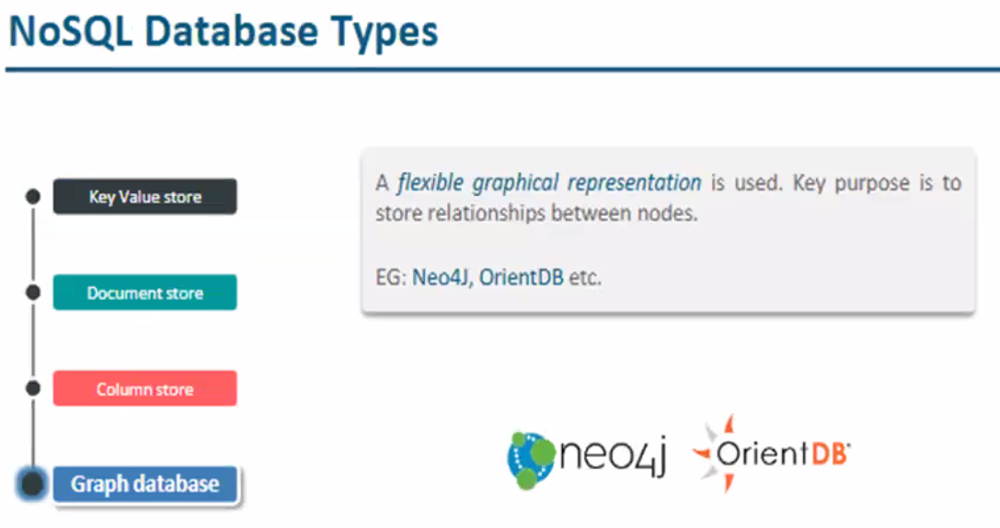 NoSQL Database Types
Key Value store
Document store
Column store
Graph database
A flexible graphical representation is used. Key purpose is to
store relationships between nodes.
EG: Neo4J, OrientDB etc.
neo4j
OrientDB